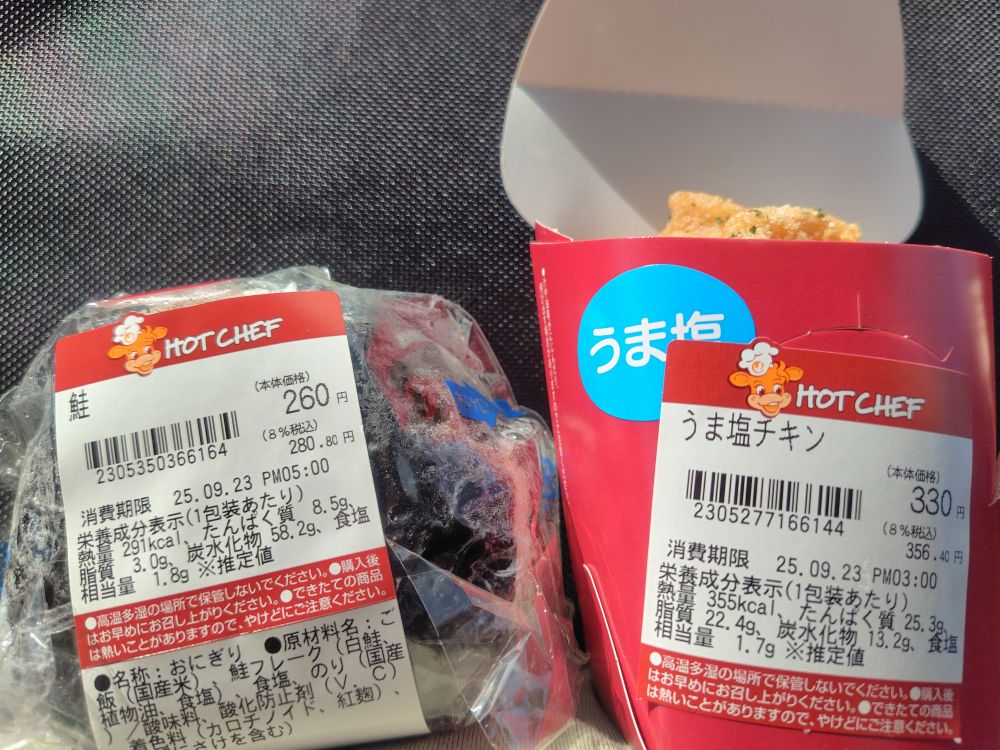 HOT CHEF
鮭
(本体価格)
260 円
(8%税込)
280.80円
2305350366164
消費期限 25.09.23 PM05:00
栄養成分表示(1包装あたり)
熱量 291kcal、たんぱく質 8.5g、
脂質 3.0g、炭水化物 58.2g、食塩
相当量 1.8g ※推定値
●高温多湿の場所で保管しないでください。●購入後
はお早めにお召し上がりください。●できたての商品
は熱いことがありますので、やけどにご注意ください。
●名称:おにぎり ●原材料名:ご
飯(国産米)、鮭フレーク(白鮭、
植物油、食塩)、食塩、のり(国産
)/酸味料、酸化防止剤(V.C)、
着色料(カロチノイド、紅麹)、
さけを含む)
うま塩
HOT CHEF
うま塩チキン
(本体価格)
330 円
(8%税込)
356.40円
2305277166144
消費期限 25.09.23 PM03:00
栄養成分表示(1包装あたり)
熱量 355kcal、たんぱく質 25.3g、
脂質 22.4g、炭水化物 13.2g、食塩
相当量 1.7g ※推定値
●高温多湿の場所で保管しないでください。●購入後
はお早めにお召し上がりください。●できたての商品
は熱いことがありますので、やけどにご注意ください。